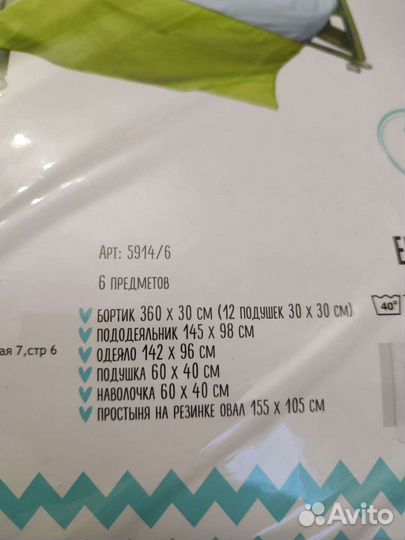 Арт: 5914/6
6 предметов
Бортик 360 x 30 см (12 подушек 30 x 30 см)
Пододеяльник 145 x 98 см
Одеяло 142 x 96 см
Подушка 60 x 40 см
Наволочка 60 x 40 см
Простыня на резинке овал 155 x 105 см
ая 7,стр 6
40°
Avito